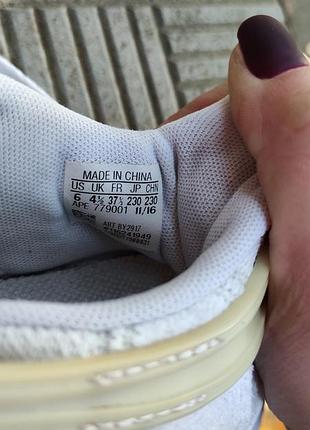 MADE IN CHINA
US UK FR JP CHN
6 4½ 37⅓ 230 230
APE 779001 11/16
ART BY2917